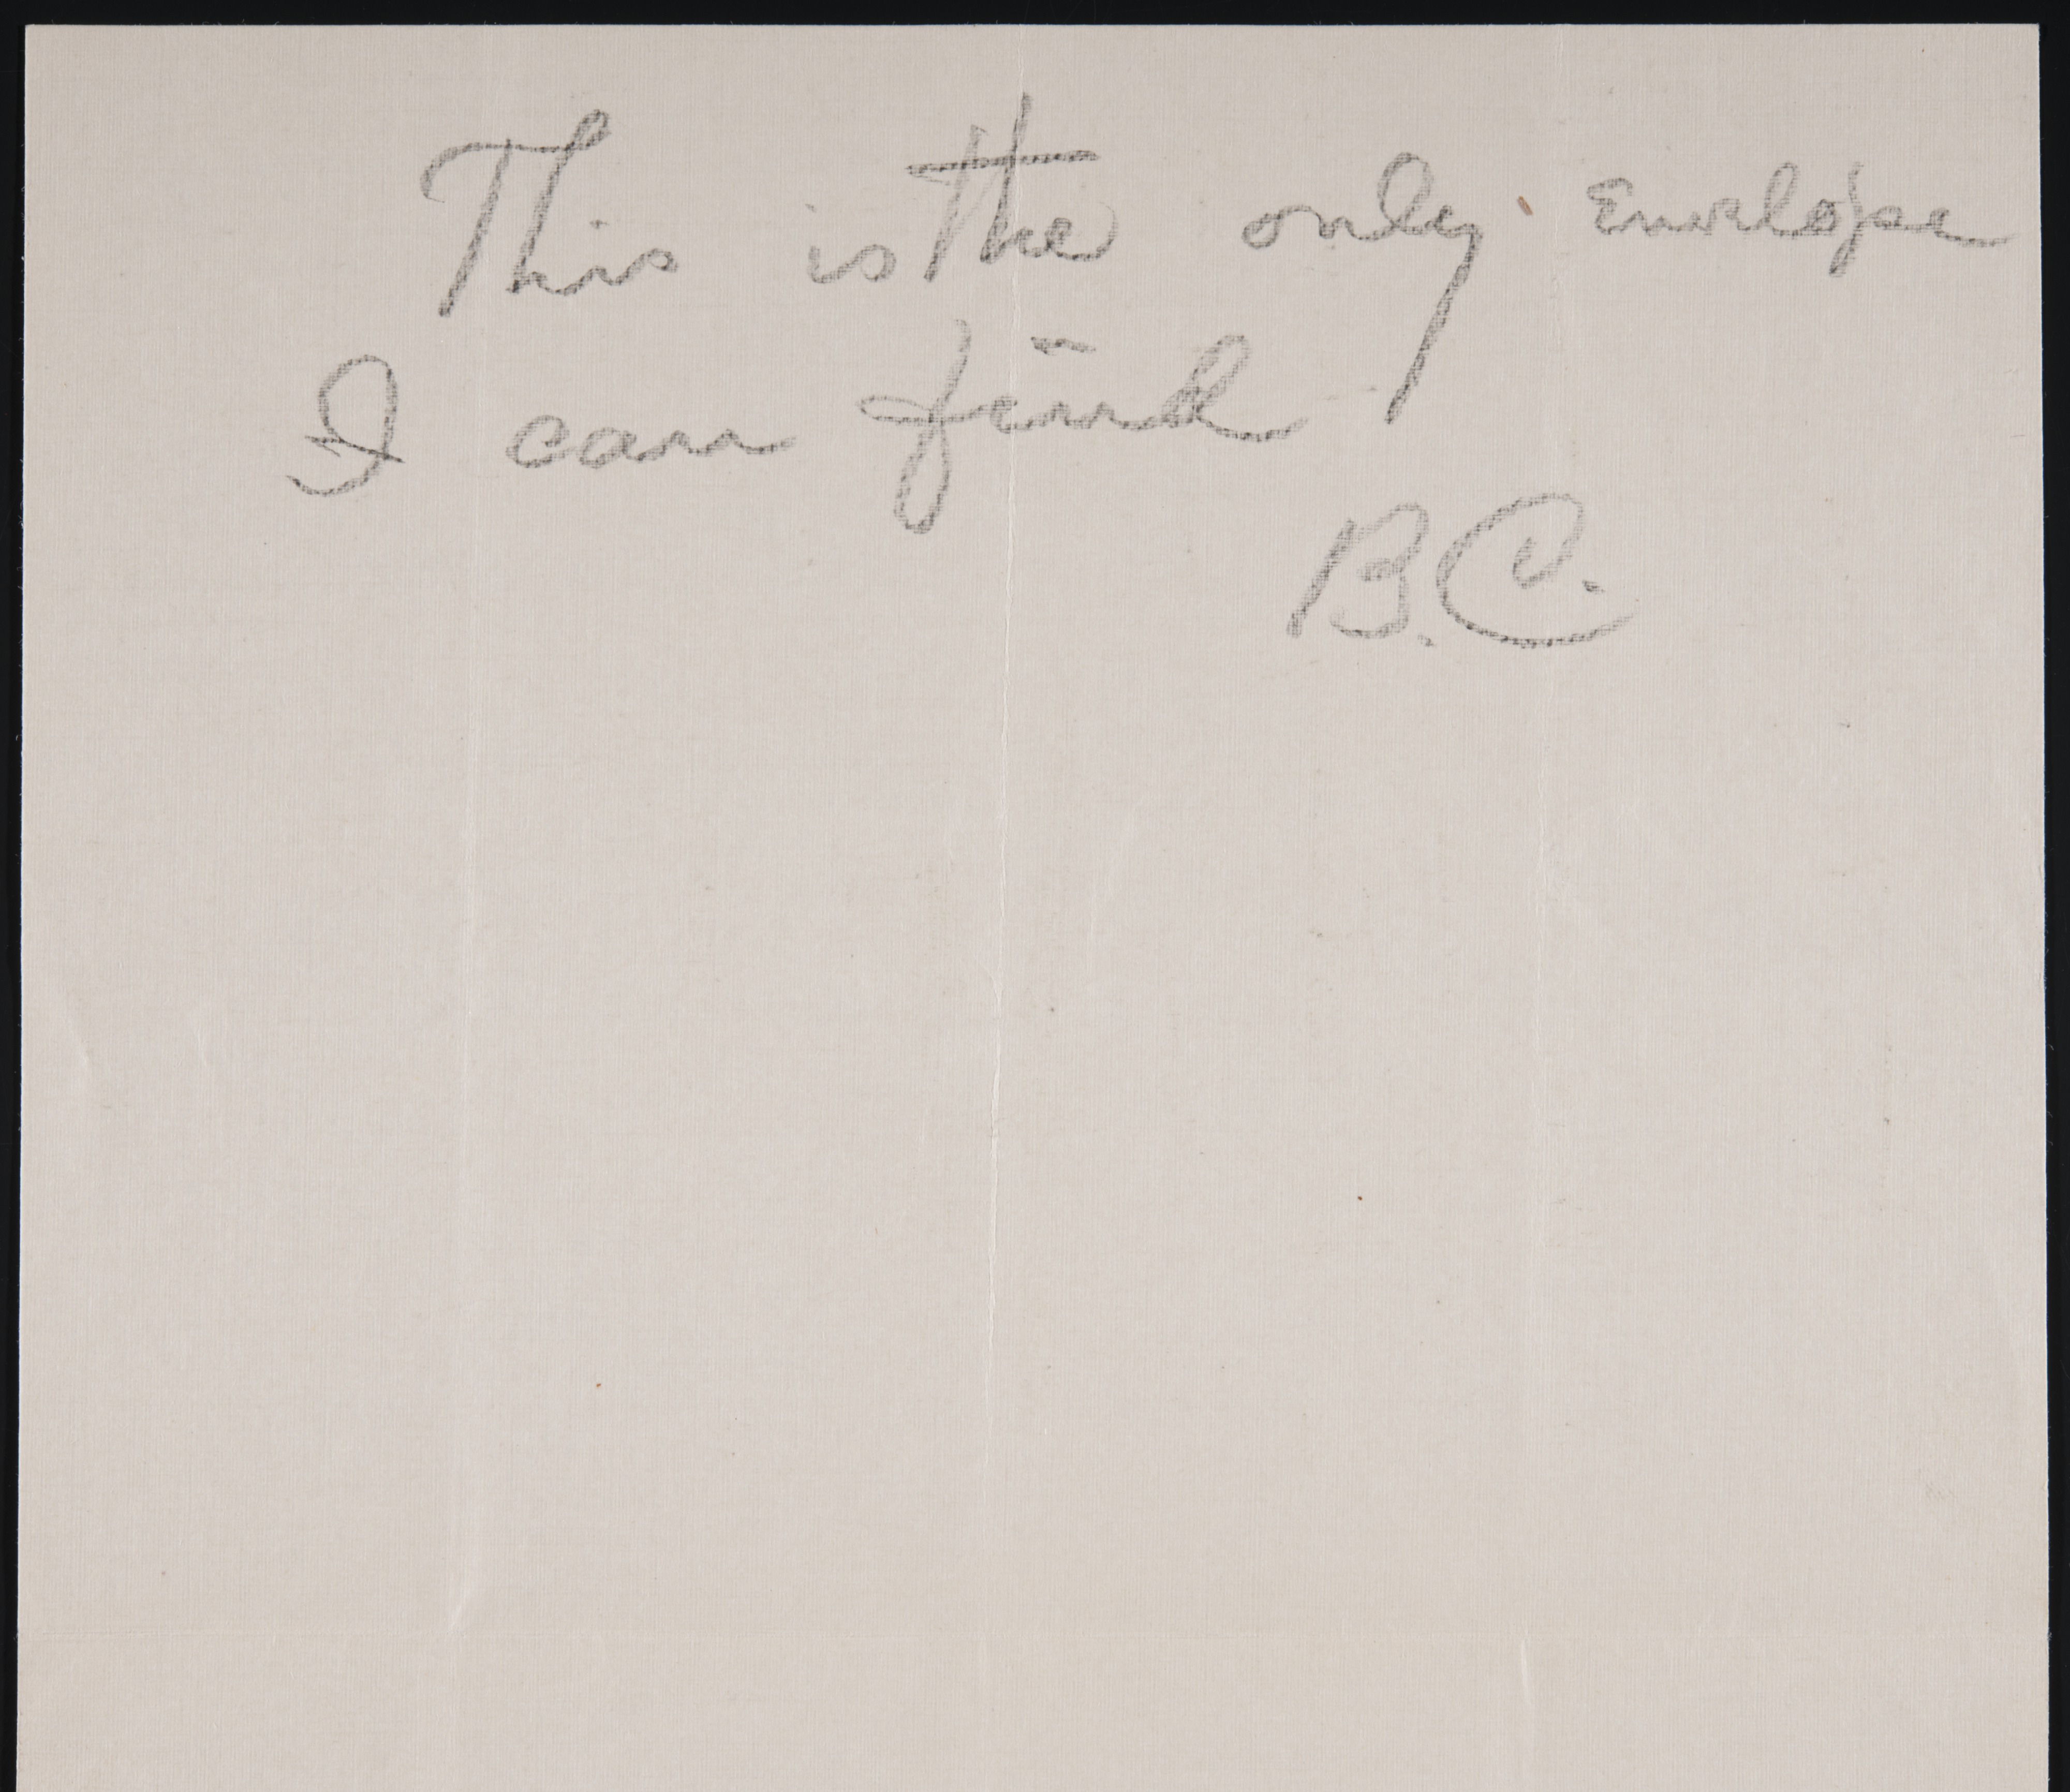 This is the only Envelope
I can find
B.C.